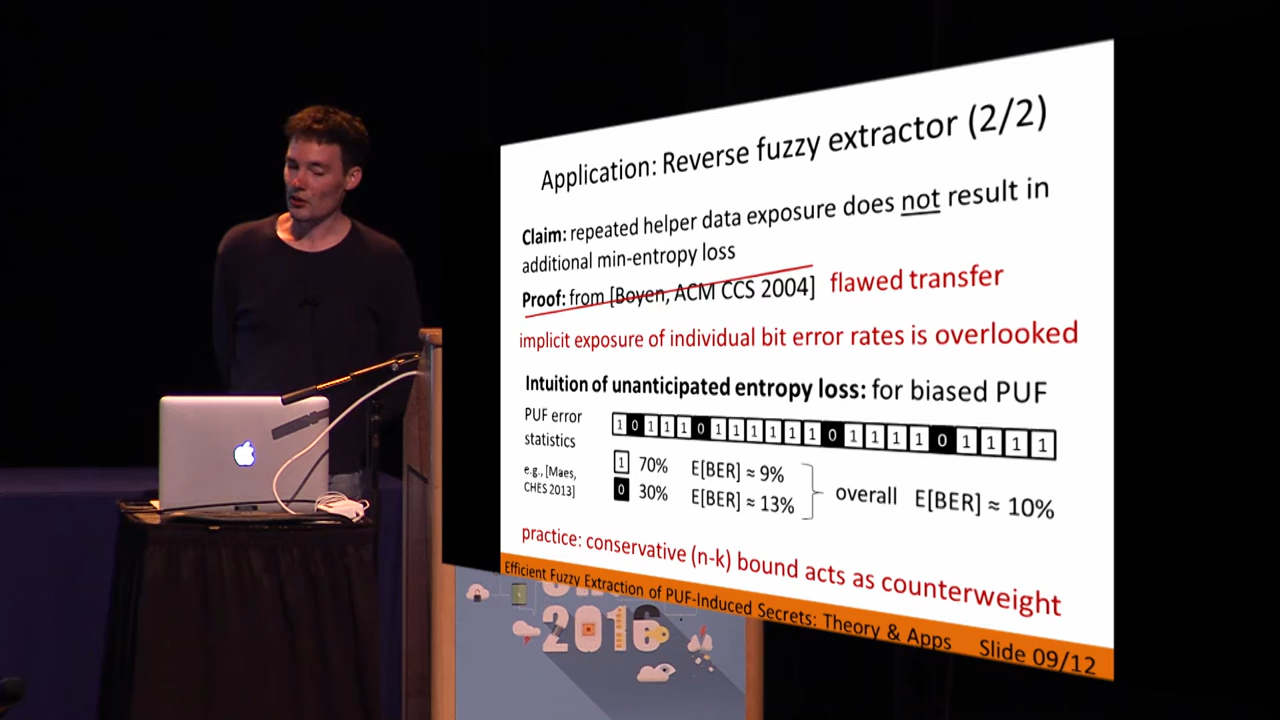 Application: Reverse fuzzy extractor (2/2)
Claim: repeated helper data exposure does not result in
additional min-entropy loss
Proof: from [Boyen, ACM CCS 2004] flawed transfer
implicit exposure of individual bit error rates is overlooked
Intuition of unanticipated entropy loss: for biased PUF
PUF error
statistics
1 0 1 1 1 0 1 1 1 1 1 1 1 0 1 1 1 1 0 1 1 1 1
e.g., [Maes,
CHES 2013]
1 70% E[BER] ≈ 9%
0 30% E[BER] ≈ 13%
overall E[BER] ≈ 10%
practice: conservative (n-k) bound acts as counterweight
Efficient Fuzzy Extraction of PUF-Induced Secrets: Theory & Apps Slide 09/12
2016